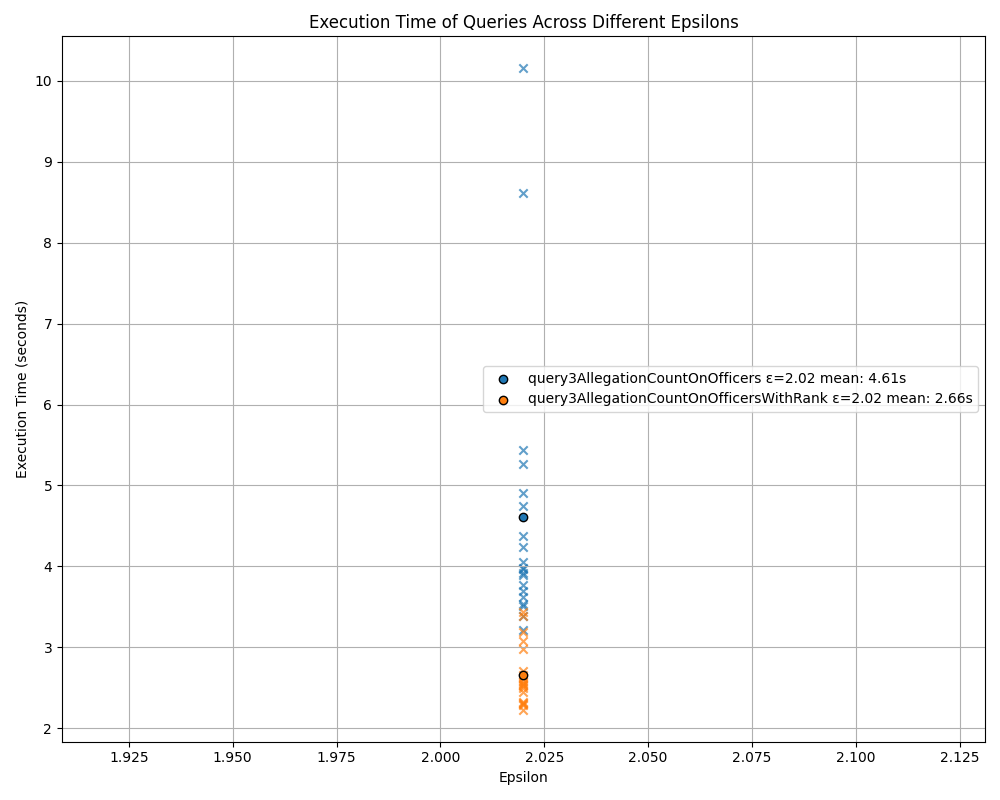 Execution Time of Queries Across Different Epsilons
10
9
8
7
6
5
4
3
2
Execution Time (seconds)
query3AllegationCountOnOfficers ε=2.02 mean: 4.61s
query3AllegationCountOnOfficersWithRank ε=2.02 mean: 2.66s
1.925 1.950 1.975 2.000 2.025 2.050 2.075 2.100 2.125
Epsilon